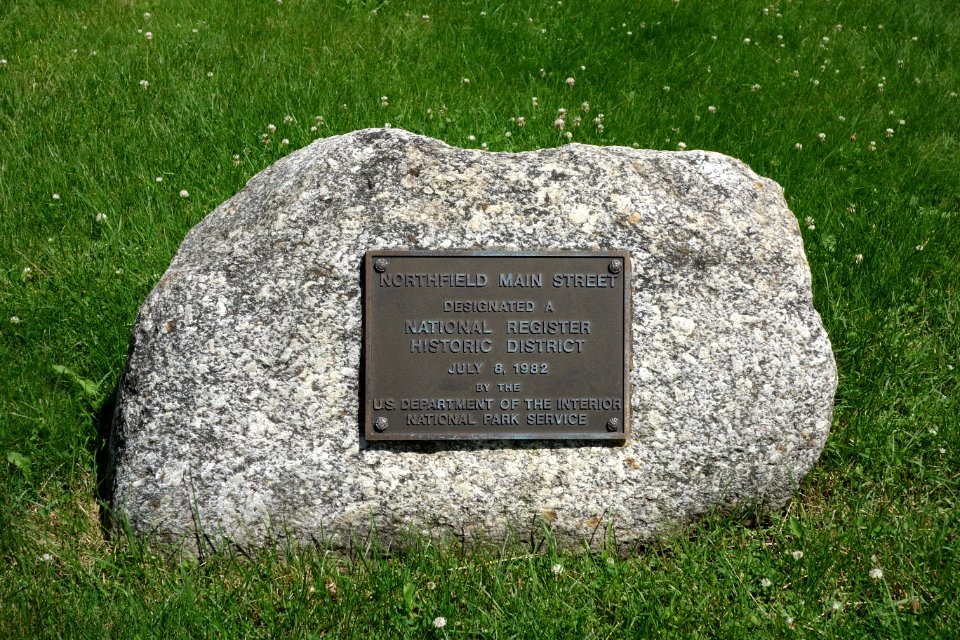 NORTHFIELD MAIN STREET
DESIGNATED A
NATIONAL REGISTER
HISTORIC DISTRICT
JULY 8, 1982
BY THE
U.S. DEPARTMENT OF THE INTERIOR
NATIONAL PARK SERVICE